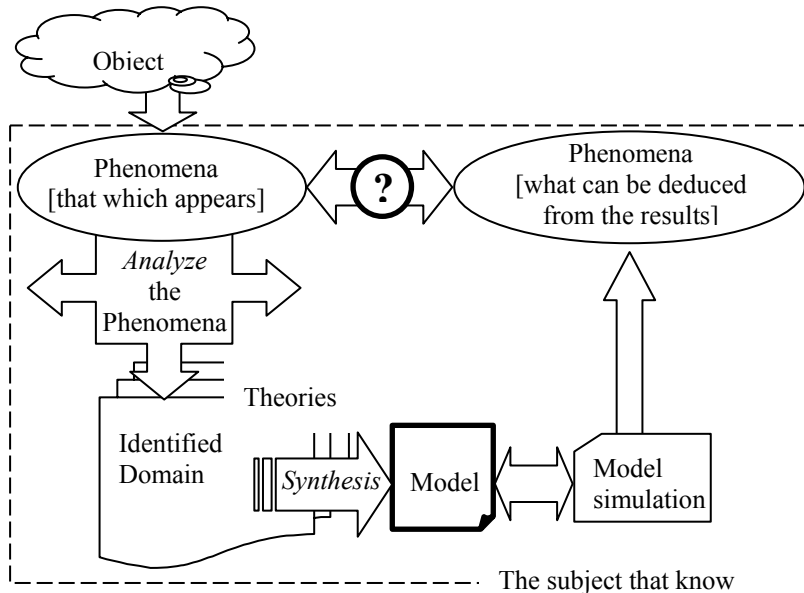 Obiect
Phenomena
[that which appears]
?
Phenomena
[what can be deduced
from the results]
Analyze
the
Phenomena
Theories
Identified
Domain
Synthesis
Model
Model
simulation
The subject that know